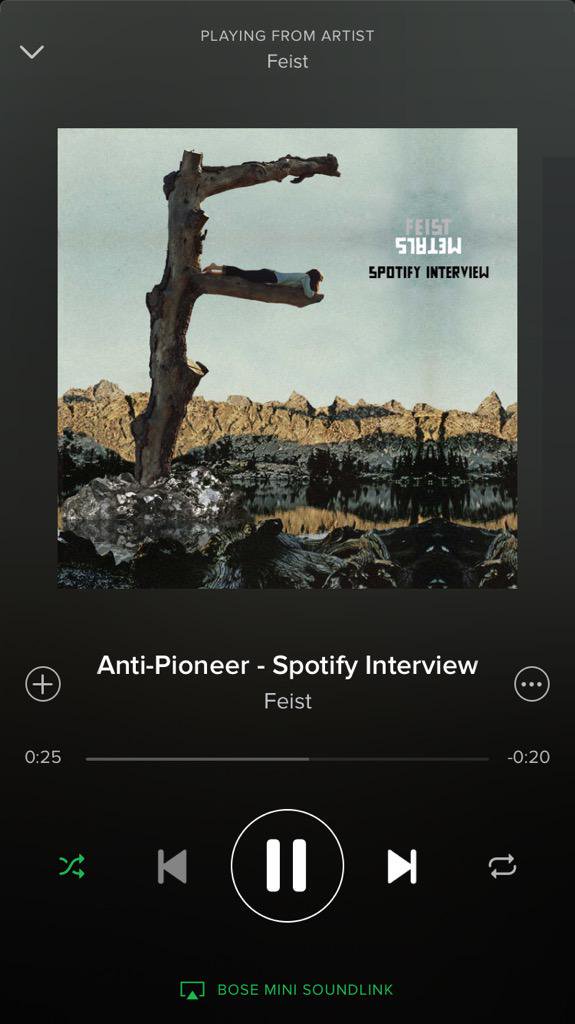 PLAYING FROM ARTIST
Feist
FEIST
METALS
SPOTIFY INTERVIEW
Anti-Pioneer - Spotify Interview
Feist
0:25
-0:20
BOSE MINI SOUNDLINK